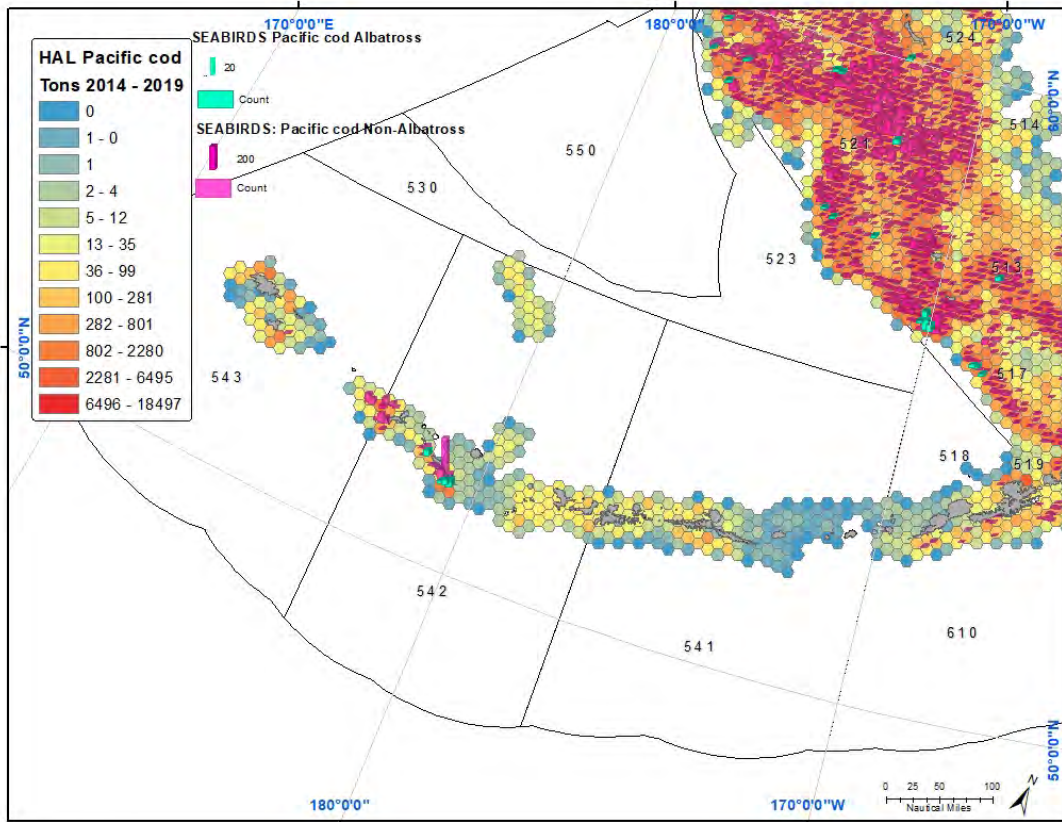 170°0'0"E
180°0'0"
170°0'0"W
HAL Pacific cod
Tons 2014 - 2019
0
1 - 0
1
2 - 4
5 - 12
13 - 35
36 - 99
100 - 281
282 - 801
802 - 2280
2281 - 6495
6496 - 18497
SEABIRDS Pacific cod Albatross
20
Count
SEABIRDS: Pacific cod Non-Albatross
200
Count
524
514
521
550
530
523
513
517
543
518
519
542
541
610
50°0'0"N
60°0'0"N
50°0'0"N
180°0'0"
170°0'0"W
0 25 50 100
Nautical Miles
N